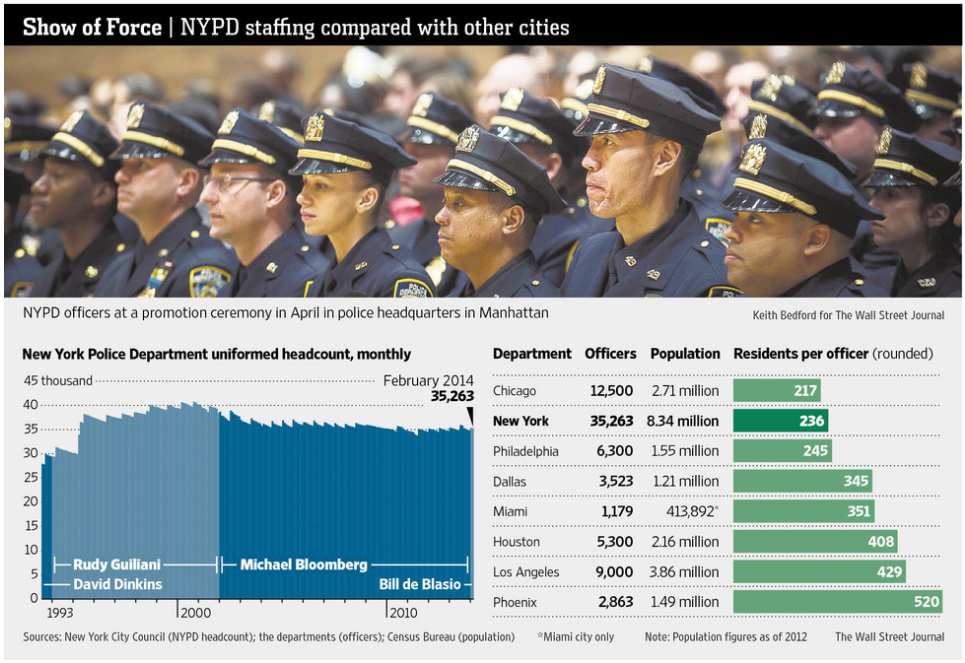 Show of Force | NYPD staffing compared with other cities
POLICE
DEPARTMENT
NYPD officers at a promotion ceremony in April in police headquarters in Manhattan
Keith Bedford for The Wall Street Journal
New York Police Department uniformed headcount, monthly
45 thousand
February 2014
35,263
40
35
30
25
20
15
10
5
0
Rudy Guiliani
Michael Bloomberg
David Dinkins
Bill de Blasio
1993
2000
2010
Department Officers Population Residents per officer (rounded)
Chicago 12,500 2.71 million 217
New York 35,263 8.34 million 236
Philadelphia 6,300 1.55 million 245
Dallas 3,523 1.21 million 345
Miami 1,179 413,892* 351
Houston 5,300 2.16 million 408
Los Angeles 9,000 3.86 million 429
Phoenix 2,863 1.49 million 520
Sources: New York City Council (NYPD headcount); the departments (officers); Census Bureau (population) *Miami city only Note: Population figures as of 2012 The Wall Street Journal